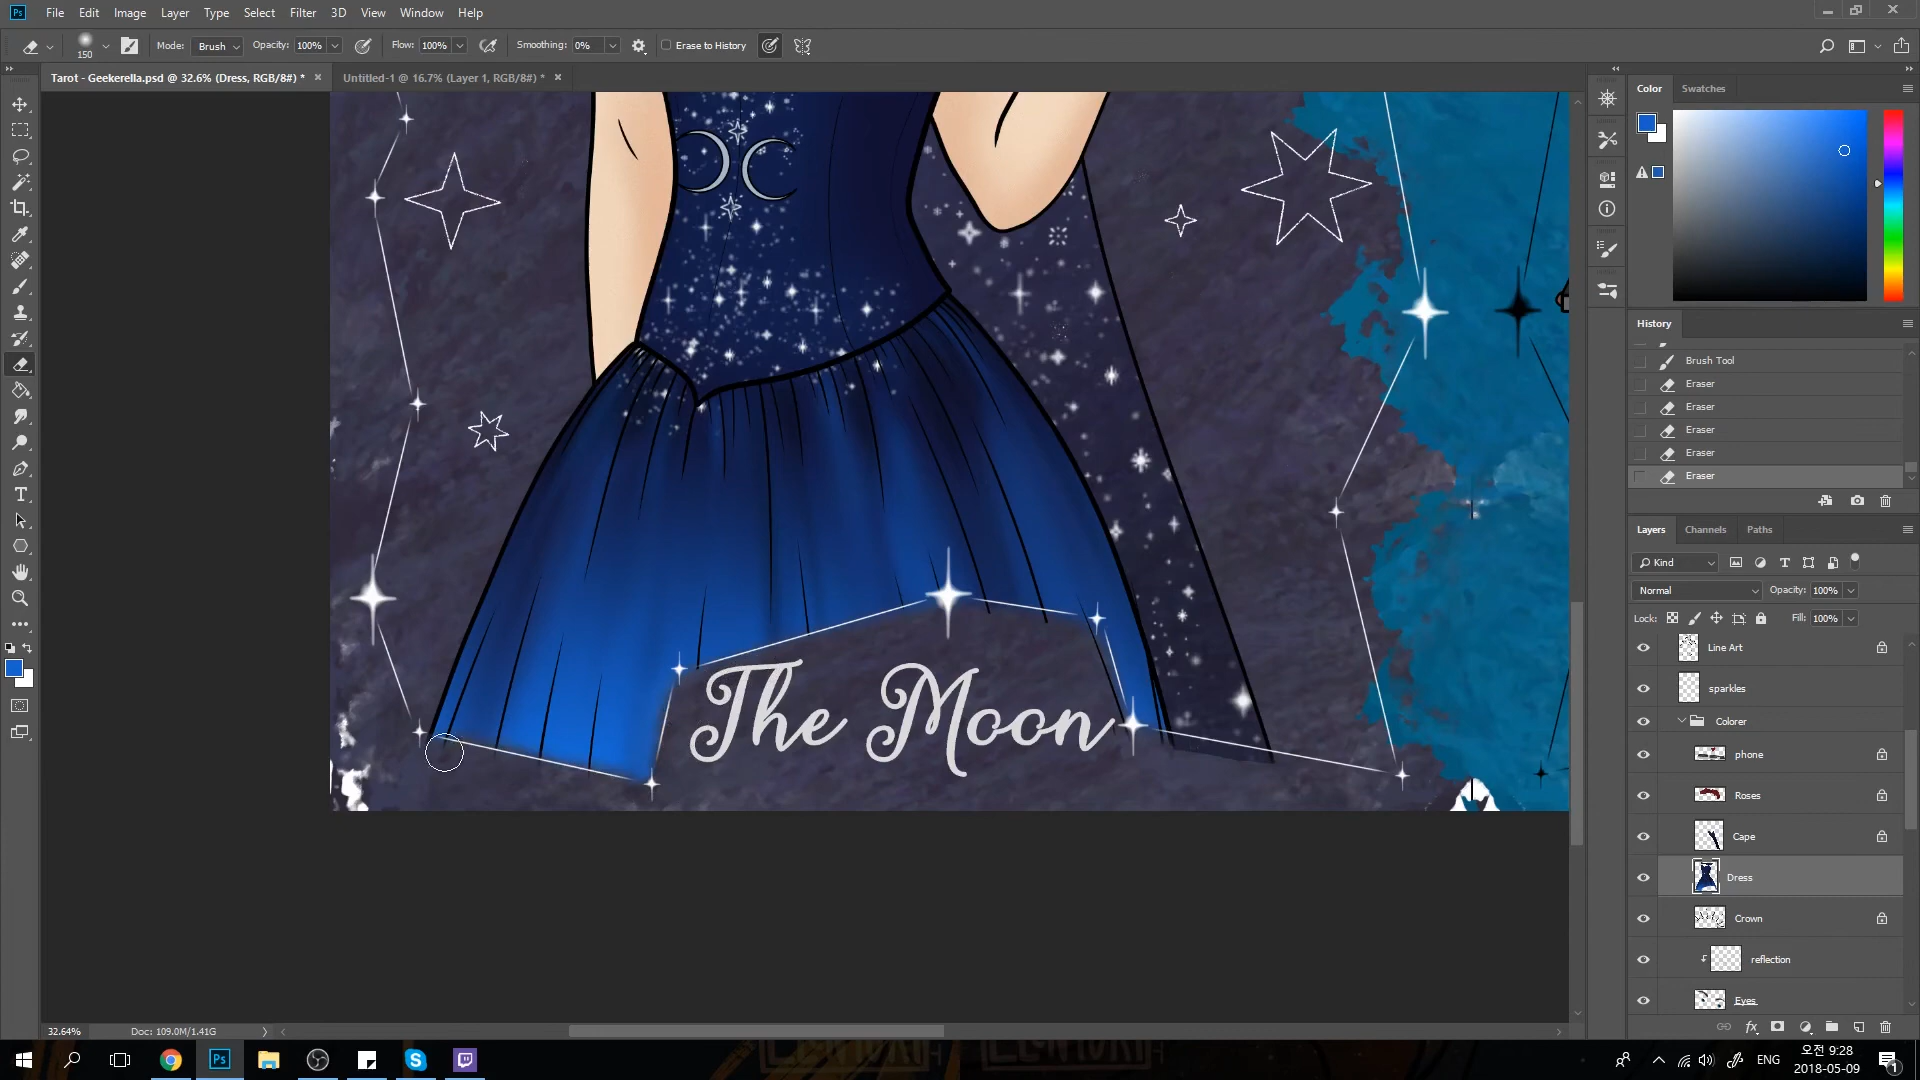 Ps File Edit Image Layer Type Select Filter 3D View Window Help
150 Mode: Brush Opacity: 100% Flow: 100% Smoothing: 0% Erase to History
Tarot - Geekerella.psd @ 32.6% (Dress, RGB/8#) * × Untitled-1 @ 16.7% (Layer 1, RGB/8#) * ×
Color Swatches
History
Brush Tool
Eraser
Eraser
Eraser
Eraser
Eraser
Layers Channels Paths
Kind
Normal Opacity: 100%
Lock: Fill: 100%
Line Art
sparkles
Colorer
phone
Roses
Cape
Dress
Crown
reflection
Eyes
The Moon
32.64% Doc: 109.0M/1.41G
ENG 오전 9:28
2018-05-09
1